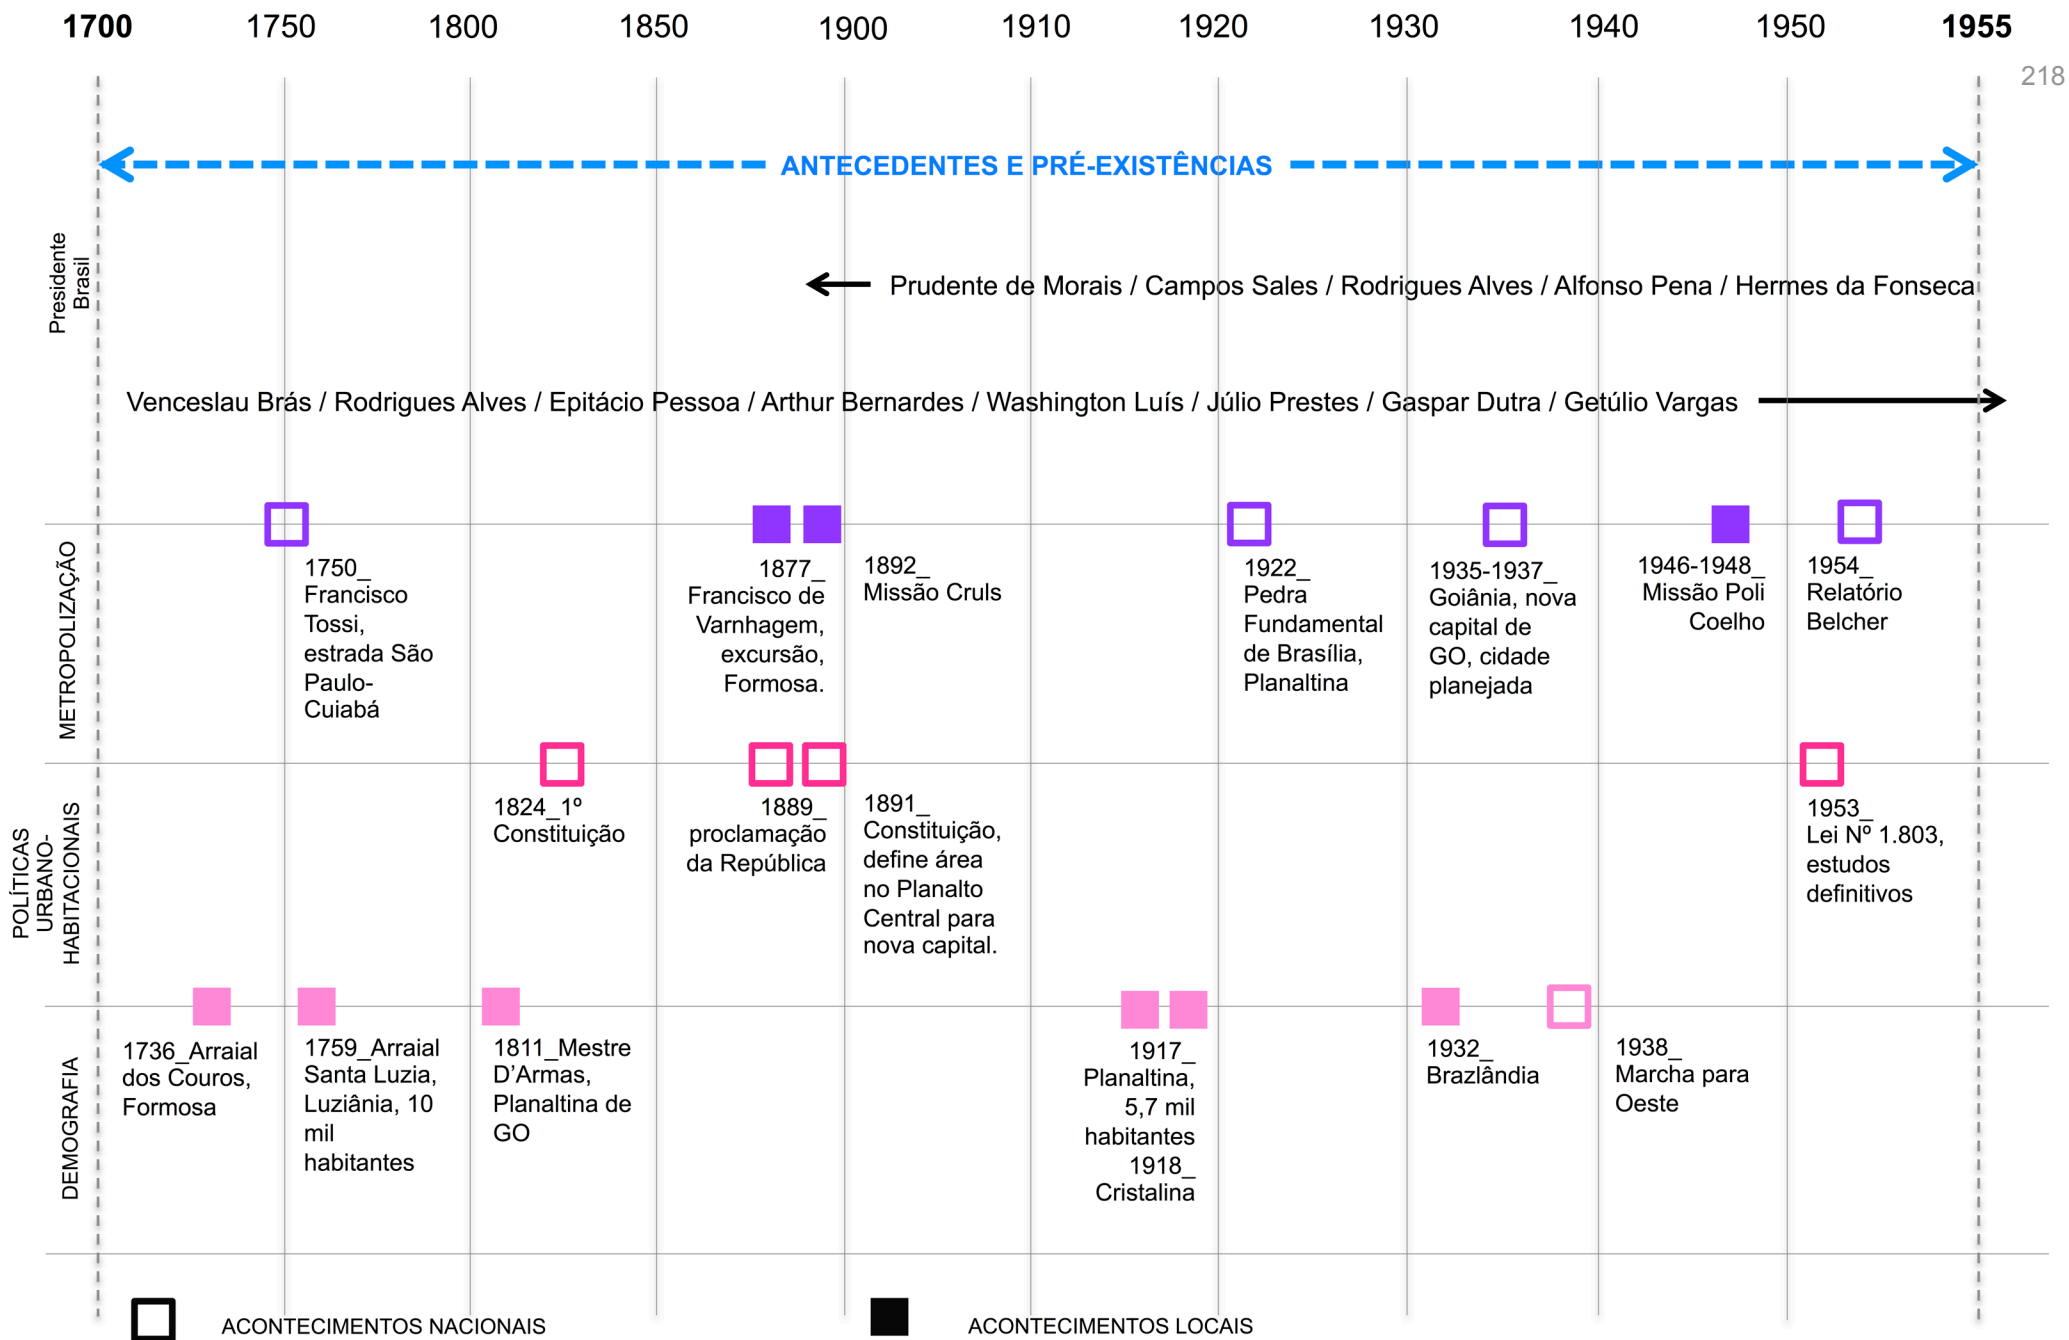 1700 1750 1800 1850 1900 1910 1920 1930 1940 1950 1955
218
ANTECEDENTES E PRÉ-EXISTÊNCIAS
Presidente
Brasil
Prudente de Morais / Campos Sales / Rodrigues Alves / Alfonso Pena / Hermes da Fonseca
Venceslau Brás / Rodrigues Alves / Epitácio Pessoa / Arthur Bernardes / Washington Luís / Júlio Prestes / Gaspar Dutra / Getúlio Vargas
METROPOLIZAÇÃO
1750_
Francisco
Tossi,
estrada São
Paulo-
Cuiabá
1877_
Francisco de
Varnhagem,
excursão,
Formosa.
1892_
Missão Cruls
1922_
Pedra
Fundamental
de Brasília,
Planaltina
1935-1937_
Goiânia, nova
capital de
GO, cidade
planejada
1946-1948_
Missão Poli
Coelho
1954_
Relatório
Belcher
POLÍTICAS
URBANO-
HABITACIONAIS
1824_1º
Constituição
1889_
proclamação
da República
1891_
Constituição,
define área
no Planalto
Central para
nova capital.
1953_
Lei Nº 1.803,
estudos
definitivos
DEMOGRAFIA
1736_Arraial
dos Couros,
Formosa
1759_Arraial
Santa Luzia,
Luziânia, 10
mil
habitantes
1811_Mestre
D’Armas,
Planaltina de
GO
1917_
Planaltina,
5,7 mil
habitantes
1918_
Cristalina
1932_
Brazlândia
1938_
Marcha para
Oeste
ACONTECIMENTOS NACIONAIS
ACONTECIMENTOS LOCAIS